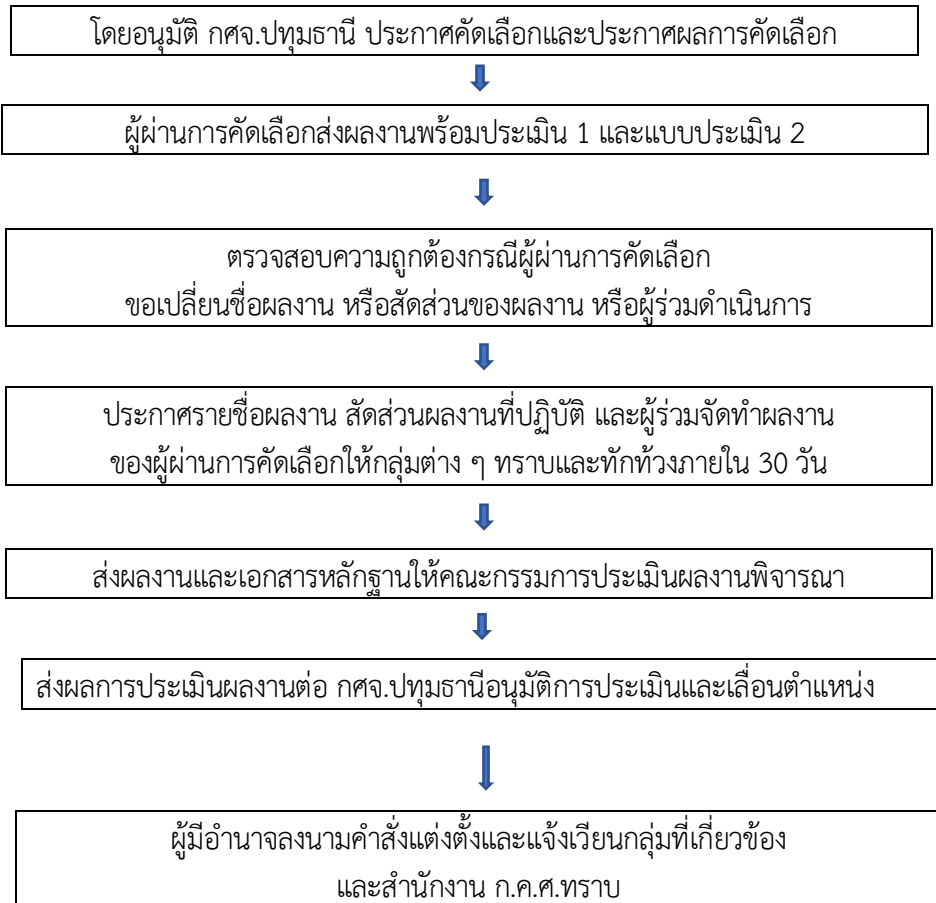 โดยอนุมัติ กศจ.ปทุมธานี ประกาศคัดเลือกและประกาศผลการคัดเลือก
ผู้ผ่านการคัดเลือกส่งผลงานพร้อมประเมิน 1 และแบบประเมิน 2
ตรวจสอบความถูกต้องกรณีผู้ผ่านการคัดเลือก
ขอเปลี่ยนชื่อผลงาน หรือสัดส่วนของผลงาน หรือผู้ร่วมดำเนินการ
ประกาศรายชื่อผลงาน สัดส่วนผลงานที่ปฏิบัติ และผู้ร่วมจัดทำผลงาน
ของผู้ผ่านการคัดเลือกให้กลุ่มต่าง ๆ ทราบและทักท้วงภายใน 30 วัน
ส่งผลงานและเอกสารหลักฐานให้คณะกรรมการประเมินผลงานพิจารณา
ส่งผลการประเมินผลงานต่อ กศจ.ปทุมธานีอนุมัติการประเมินและเลื่อนตำแหน่ง
ผู้มีอำนาจลงนามคำสั่งแต่งตั้งและแจ้งเวียนกลุ่มที่เกี่ยวข้อง
และสำนักงาน ก.ค.ศ.ทราบ